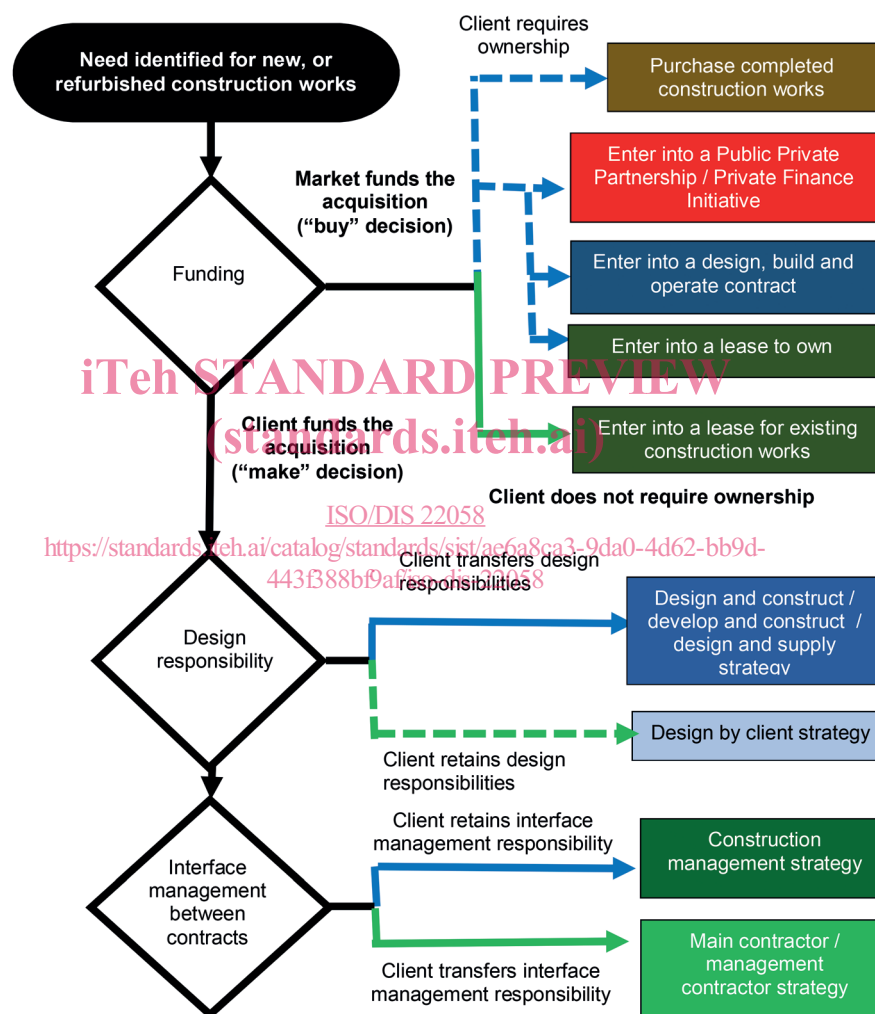 Need identified for new, or
refurbished construction works
Client requires
ownership
Purchase completed
construction works
Market funds the
acquisition
(“buy” decision)
Enter into a Public Private
Partnership / Private Finance
Initiative
Funding
Enter into a design, build and
operate contract
Enter into a lease to own
iTeh STANDARD PREVIEW
(standards.iteh.ai)
Client funds the
acquisition
(“make” decision)
Enter into a lease for existing
construction works
Client does not require ownership
ISO/DIS 22058
https://standards.iteh.ai/catalog/standards/sist/ae6a8ca3-9da0-4d62-bb9d-
443f388bf9af/iso-dis-22058
Client transfers design
responsibilities
Design
responsibility
Design and construct /
develop and construct /
design and supply
strategy
Design by client strategy
Client retains design
responsibilities
Client retains interface
management responsibility
Construction
management strategy
Interface
management
between
contracts
Main contractor /
management
contractor strategy
Client transfers interface
management responsibility